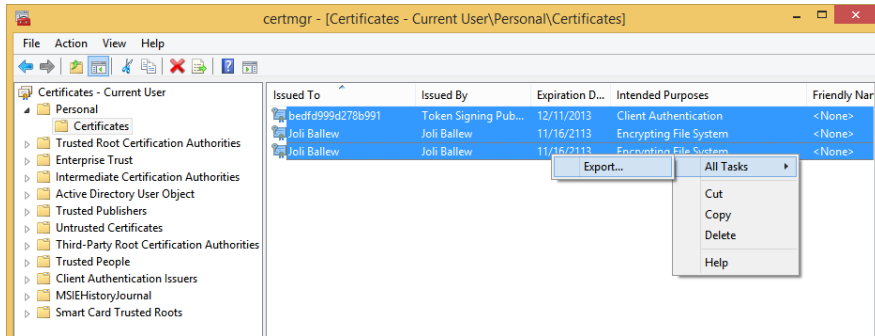 certmgr - [Certificates - Current User\Personal\Certificates]
File Action View Help
Certificates - Current User
Personal
Certificates
Trusted Root Certification Authorities
Enterprise Trust
Intermediate Certification Authorities
Active Directory User Object
Trusted Publishers
Untrusted Certificates
Third-Party Root Certification Authorities
Trusted People
Client Authentication Issuers
MSIEHistoryJournal
Smart Card Trusted Roots
Issued To Issued By Expiration D... Intended Purposes Friendly Nar
bedfd999d278b991 Token Signing Pub... 12/11/2013 Client Authentication <None>
Joli Ballew Joli Ballew 11/16/2113 Encrypting File System <None>
Joli Ballew Joli Ballew 11/16/2113 Encrypting File System <None>
Export... All Tasks
Cut
Copy
Delete
Help